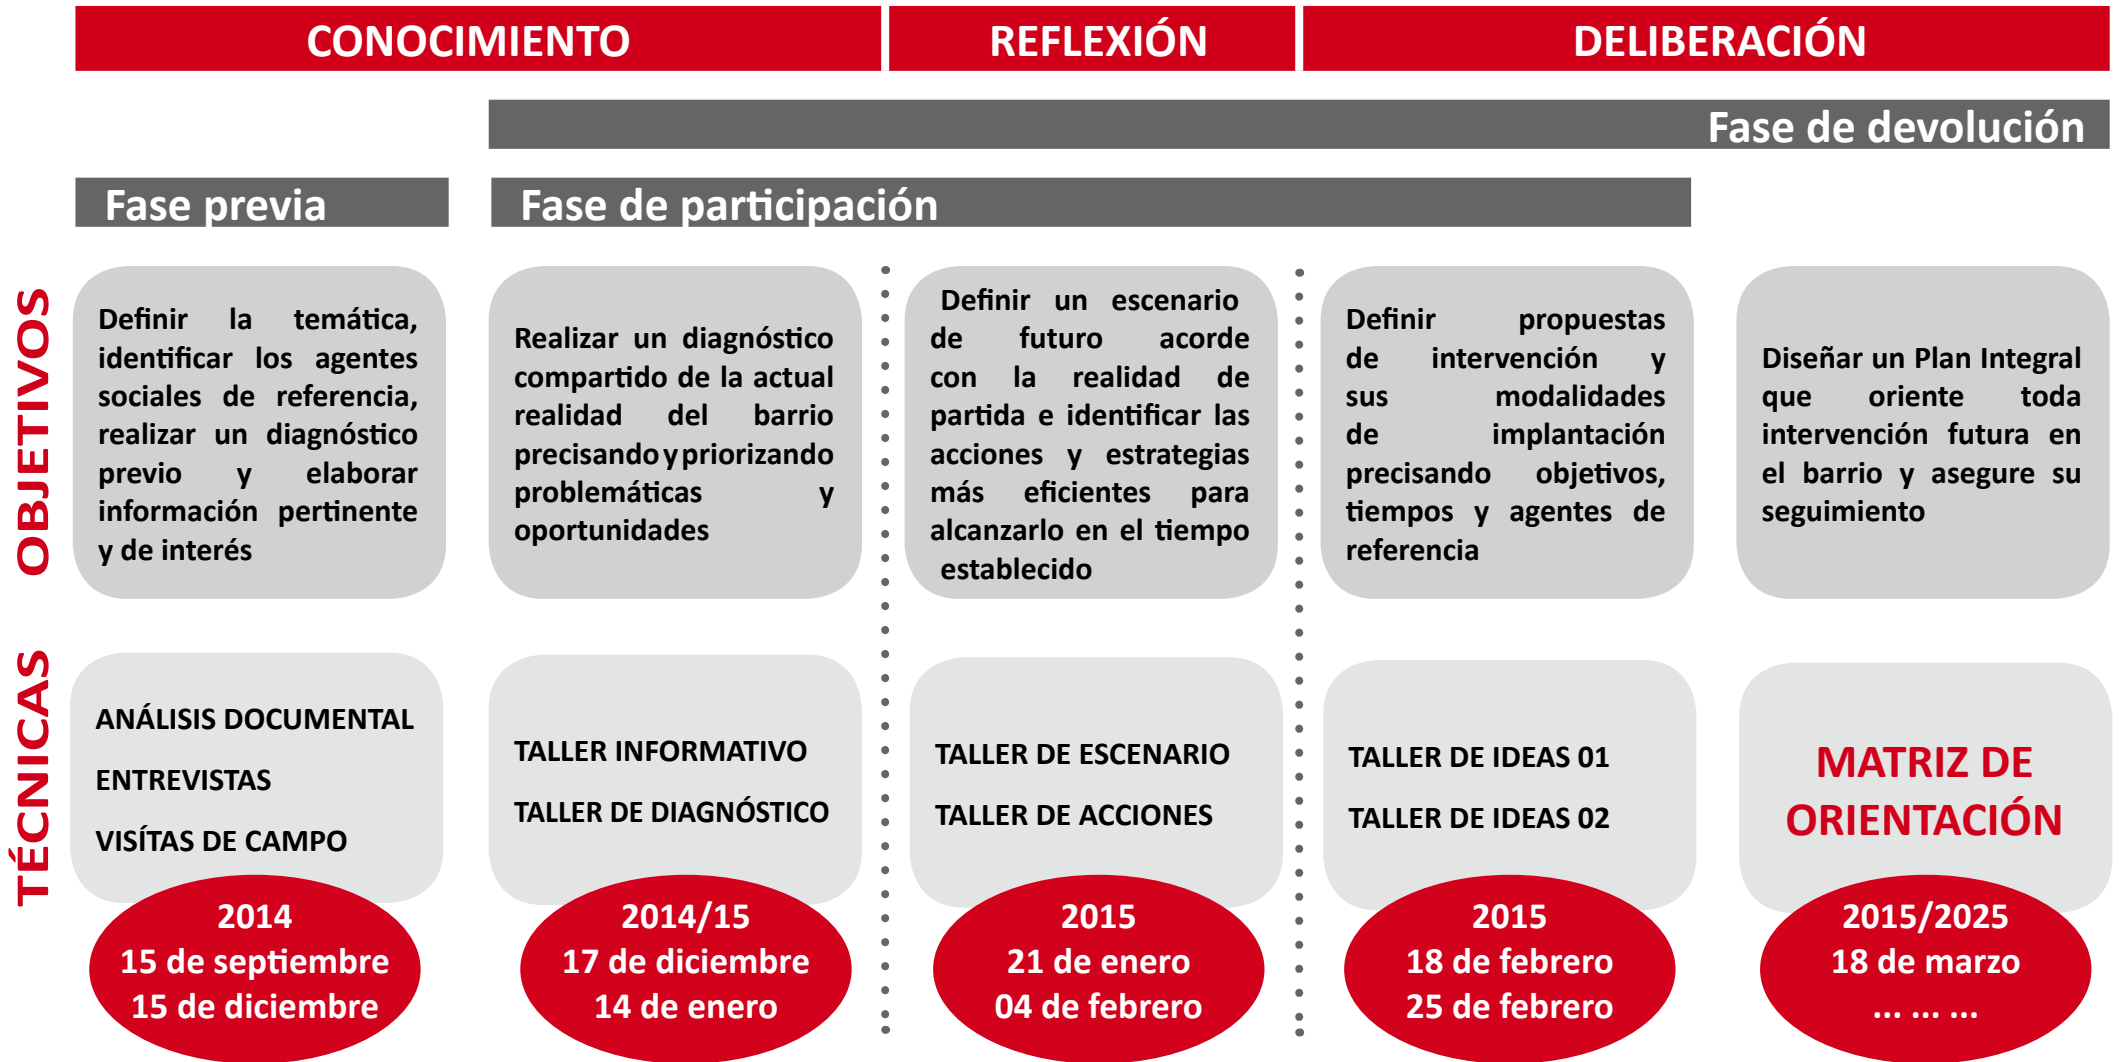 CONOCIMIENTO
REFLEXIÓN
DELIBERACIÓN
Fase de devolución
Fase previa
Fase de participación
OBJETIVOS
Definir la temática,
identificar los agentes
sociales de referencia,
realizar un diagnóstico
previo y elaborar
información pertinente
y de interés
Realizar un diagnóstico
compartido de la actual
realidad del barrio
precisando y priorizando
problemáticas y
oportunidades
Definir un escenario
de futuro acorde
con la realidad de
partida e identificar las
acciones y estrategias
más eficientes para
alcanzarlo en el tiempo
establecido
Definir propuestas
de intervención y
sus modalidades
de implantación
precisando objetivos,
tiempos y agentes de
referencia
Diseñar un Plan Integral
que oriente toda
intervención futura en
el barrio y asegure su
seguimiento
TÉCNICAS
ANÁLISIS DOCUMENTAL
ENTREVISTAS
VISÍTAS DE CAMPO
TALLER INFORMATIVO
TALLER DE DIAGNÓSTICO
TALLER DE ESCENARIO
TALLER DE ACCIONES
TALLER DE IDEAS 01
TALLER DE IDEAS 02
MATRIZ DE
ORIENTACIÓN
2014
15 de septiembre
15 de diciembre
2014/15
17 de diciembre
14 de enero
2015
21 de enero
04 de febrero
2015
18 de febrero
25 de febrero
2015/2025
18 de marzo
... ... ...